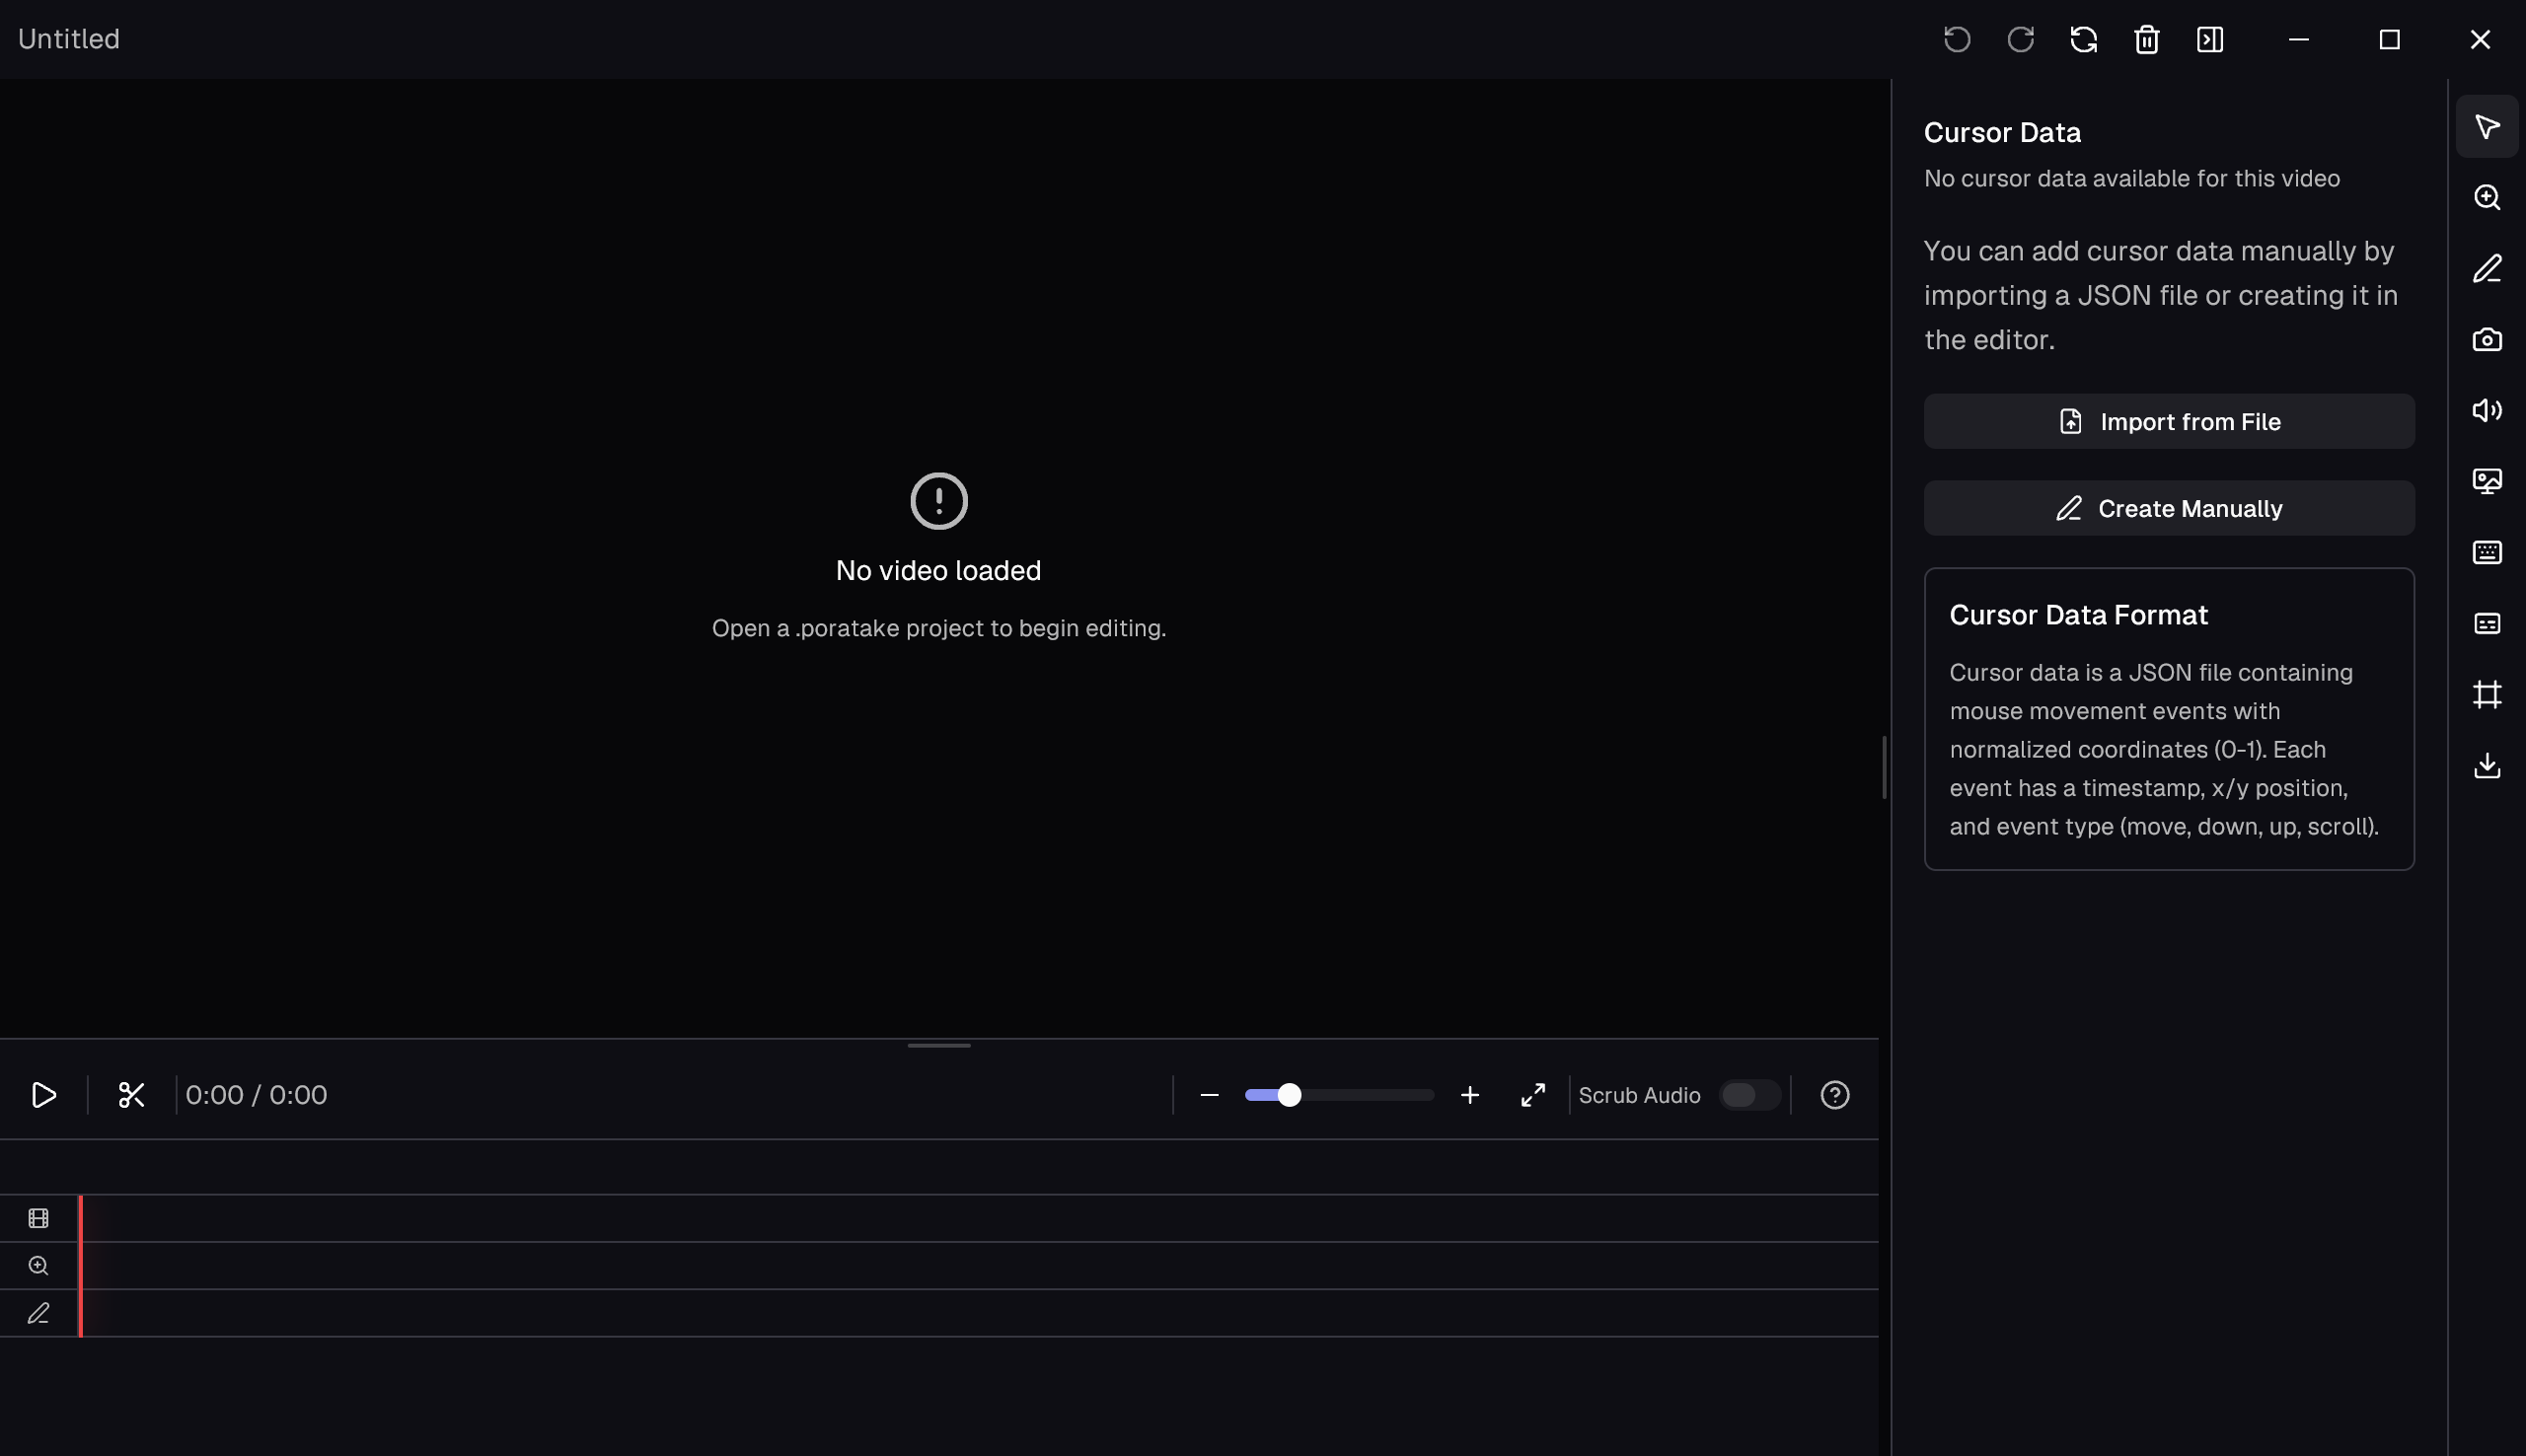 Untitled
Cursor Data
No cursor data available for this video
You can add cursor data manually by
importing a JSON file or creating it in
the editor.
Import from File
Create Manually
Cursor Data Format
Cursor data is a JSON file containing
mouse movement events with
normalized coordinates (0-1). Each
event has a timestamp, x/y position,
and event type (move, down, up, scroll).
No video loaded
Open a .poratake project to begin editing.
0:00 / 0:00
Scrub Audio